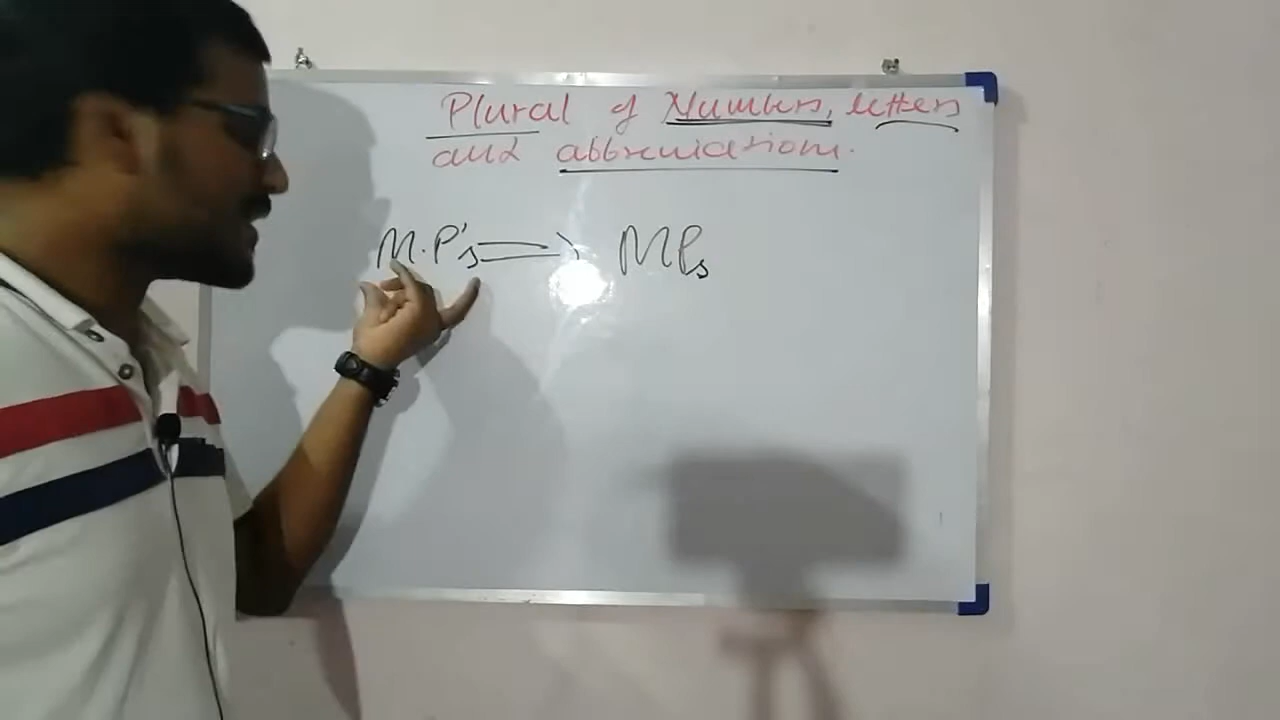 Plural of Numbers, letters
and abbreviations.
M.P's => MPs